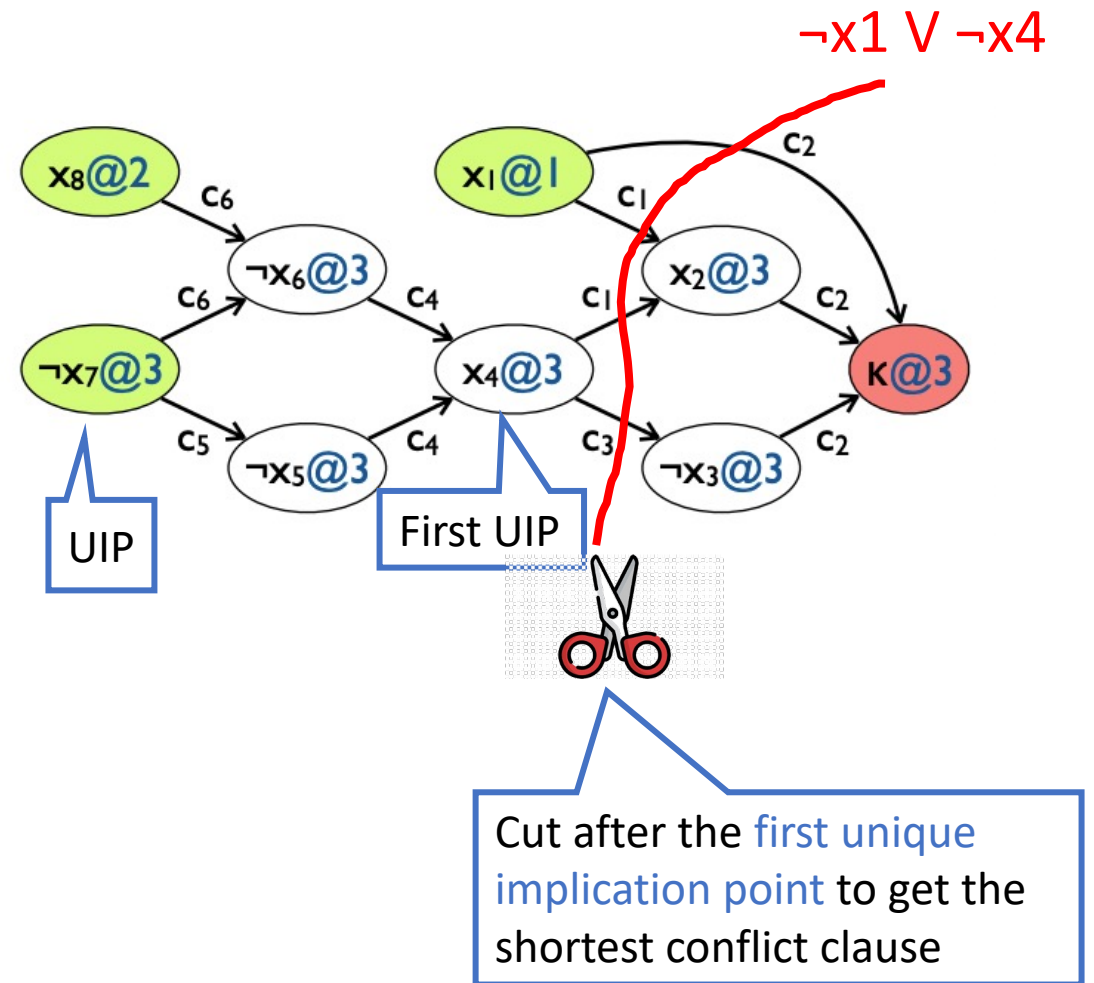 ¬x1 V ¬x4
x₈@2
c₆
x₁@1
c₁
c₂
¬x₆@3
x₂@3
c₆
c₄
c₁
c₂
¬x₇@3
x₄@3
K@3
c₅
c₄
c₃
c₂
¬x₅@3
¬x₃@3
UIP
First UIP
Cut after the first unique
implication point to get the
shortest conflict clause